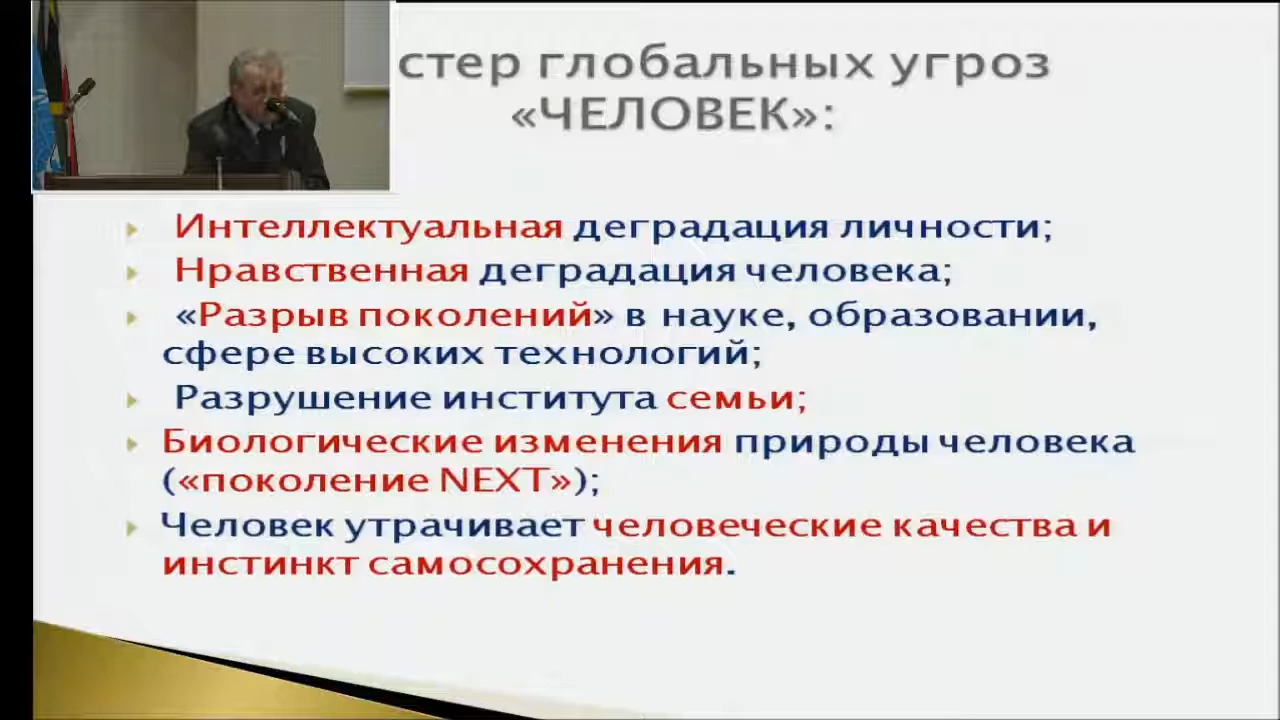 стер глобальных угроз
«ЧЕЛОВЕК»:
Интеллектуальная деградация личности;
Нравственная деградация человека;
«Разрыв поколений» в науке, образовании,
сфере высоких технологий;
Разрушение института семьи;
Биологические изменения природы человека
(«поколение NEXT»);
Человек утрачивает человеческие качества и
инстинкт самосохранения.